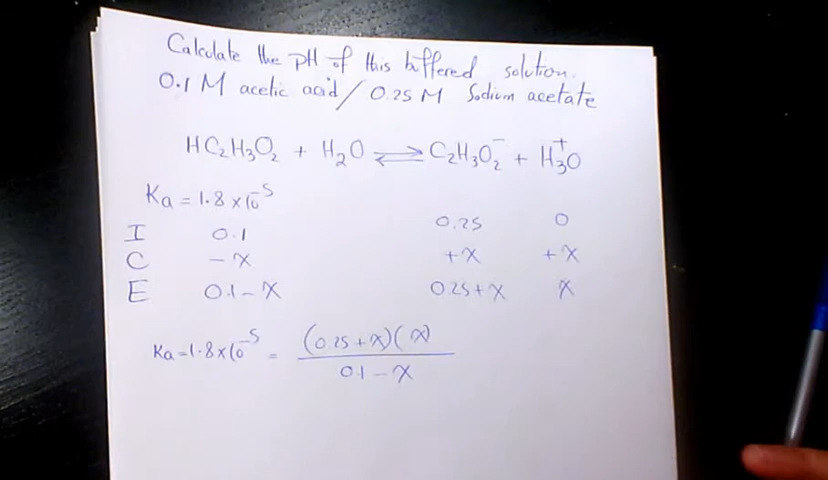 Calculate the pH of this buffered solution.
0.1 M acetic acid / 0.25 M Sodium acetate
HC₂H₃O₂ + H₂O ⇌ C₂H₃O₂⁻ + H₃O⁺
Ka = 1.8 × 10⁻⁵
I 0.1 0.25 0
C - x + x + x
E 0.1 - x 0.25 + x x
Ka = 1.8 × 10⁻⁵ = (0.25 + x)(x)
0.1 - x